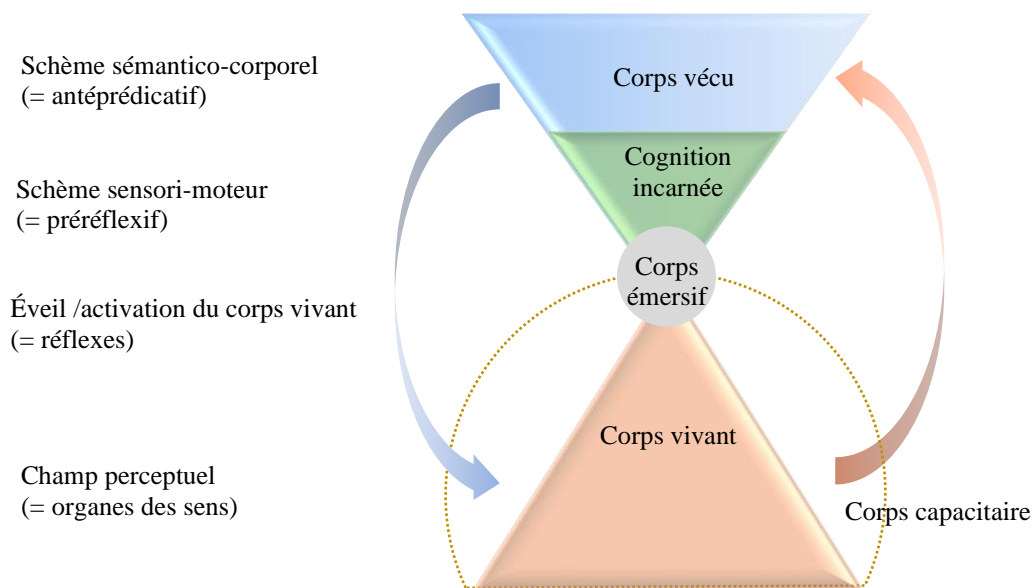 Schème sémantico-corporel
(= antéprédicatif)
Corps vécu
Cognition
incarnée
Schème sensori-moteur
(= préréflexif)
Corps
émersif
Éveil /activation du corps vivant
(= réflexes)
Corps vivant
Champ perceptuel
(= organes des sens)
Corps capacitaire